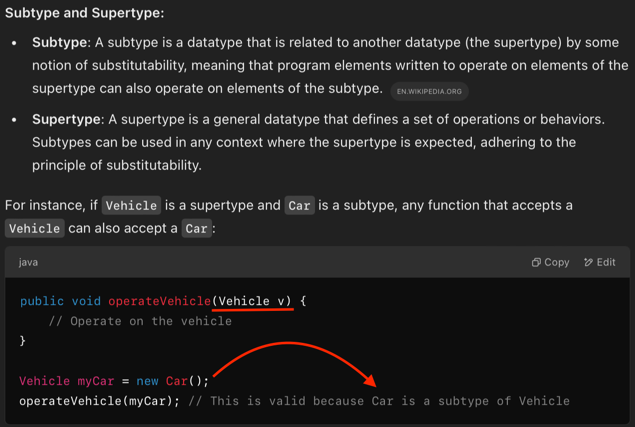 Subtype and Supertype:
• Subtype: A subtype is a datatype that is related to another datatype (the supertype) by some
notion of substitutability, meaning that program elements written to operate on elements of the
supertype can also operate on elements of the subtype. EN.WIKIPEDIA.ORG
• Supertype: A supertype is a general datatype that defines a set of operations or behaviors.
Subtypes can be used in any context where the supertype is expected, adhering to the
principle of substitutability.
For instance, if Vehicle is a supertype and Car is a subtype, any function that accepts a
Vehicle can also accept a Car:
java Copy Edit
public void operateVehicle(Vehicle v) {
    // Operate on the vehicle
}
Vehicle myCar = new Car();
operateVehicle(myCar); // This is valid because Car is a subtype of Vehicle